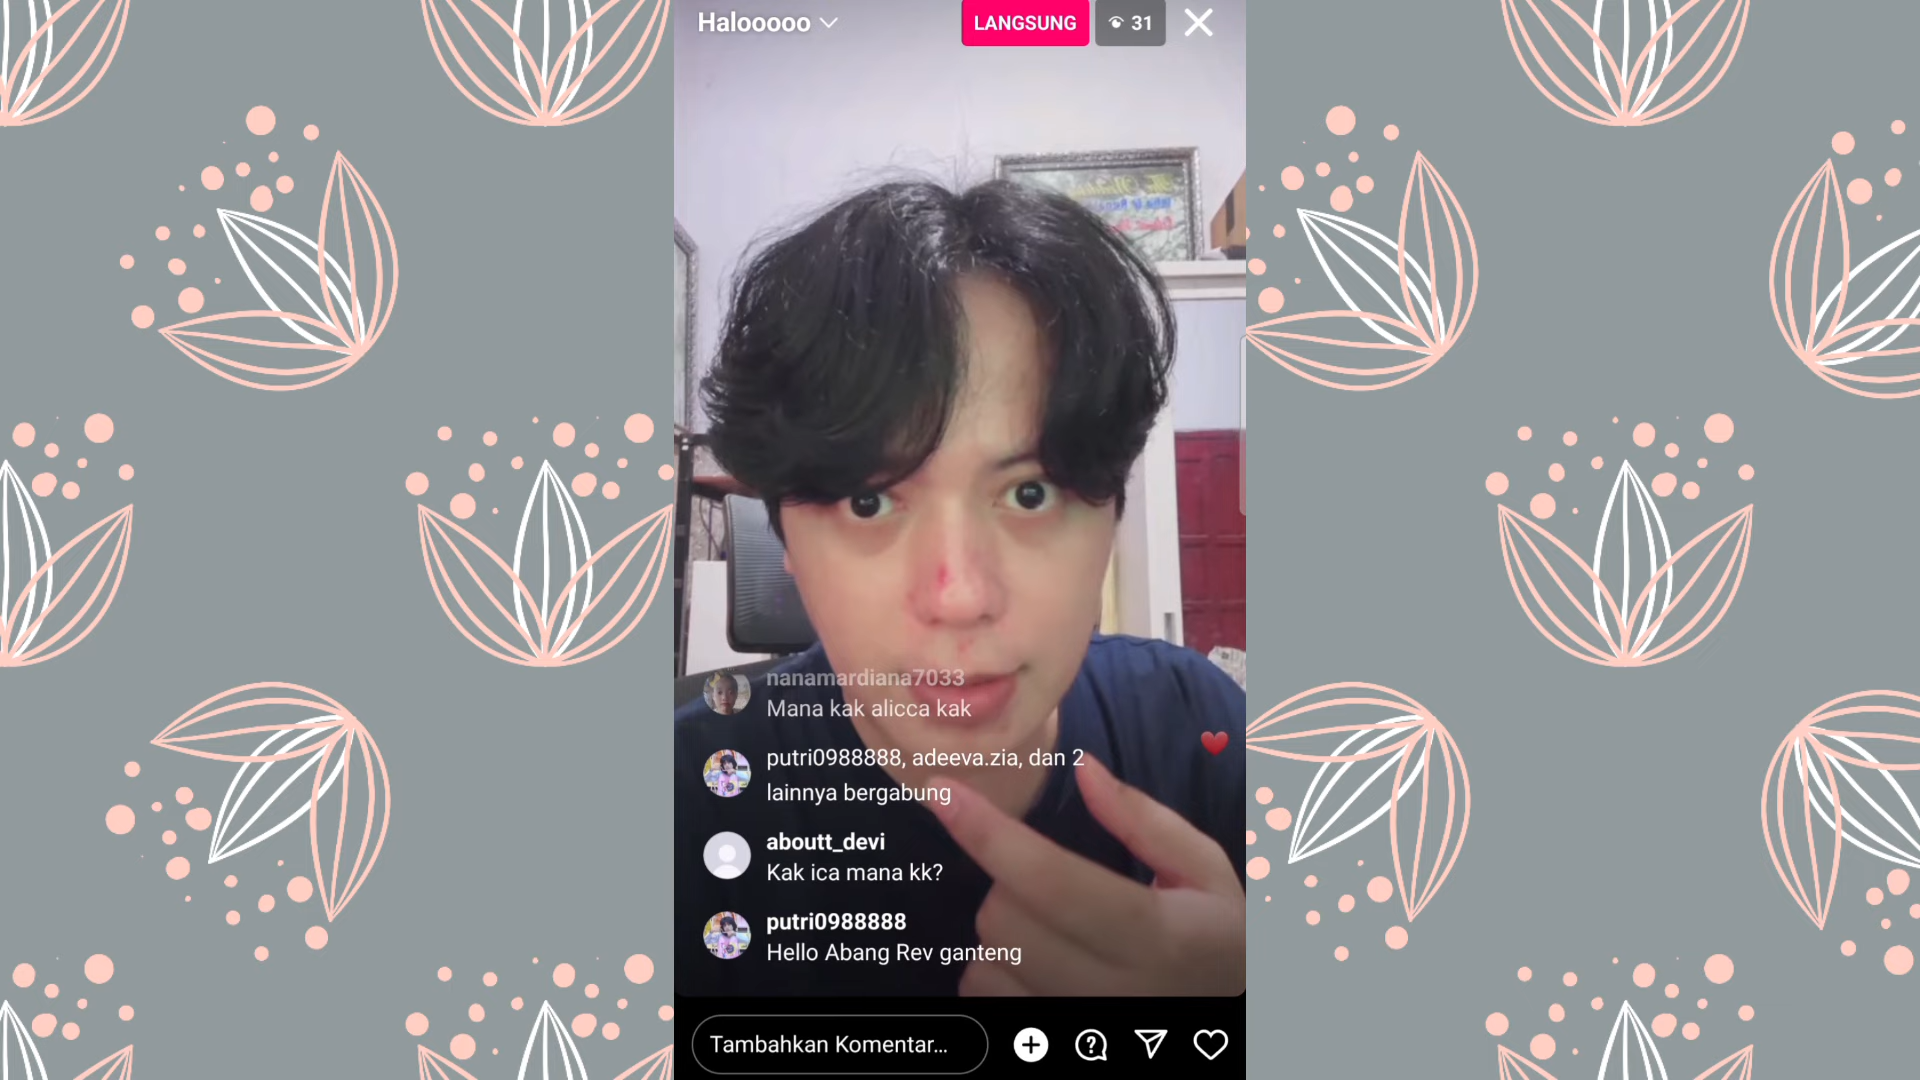 Halooooo
LANGSUNG
31
nanamardiana7033
Mana kak alicca kak
putri0988888, adeeva.zia, dan 2
lainnya bergabung
aboutt_devi
Kak ica mana kk?
putri0988888
Hello Abang Rev ganteng
Tambahkan Komentar...